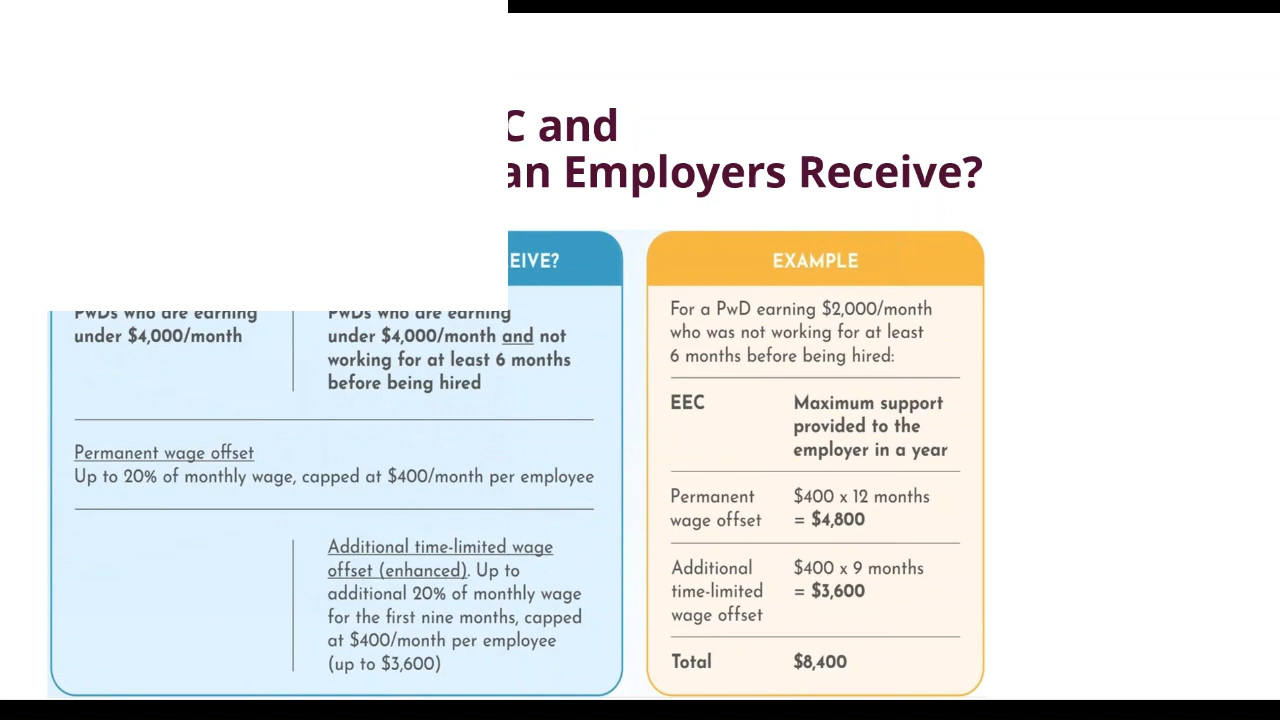 C and
an Employers Receive?
EIVE?
PwDs who are earning
under $4,000/month
PwDs who are earning
under $4,000/month and not
working for at least 6 months
before being hired
Permanent wage offset
Up to 20% of monthly wage, capped at $400/month per employee
Additional time-limited wage
offset (enhanced). Up to
additional 20% of monthly wage
for the first nine months, capped
at $400/month per employee
(up to $3,600)
EXAMPLE
For a PwD earning $2,000/month
who was not working for at least
6 months before being hired:
EEC
Maximum support
provided to the
employer in a year
Permanent
wage offset
$400 x 12 months
= $4,800
Additional
time-limited
wage offset
$400 x 9 months
= $3,600
Total
$8,400